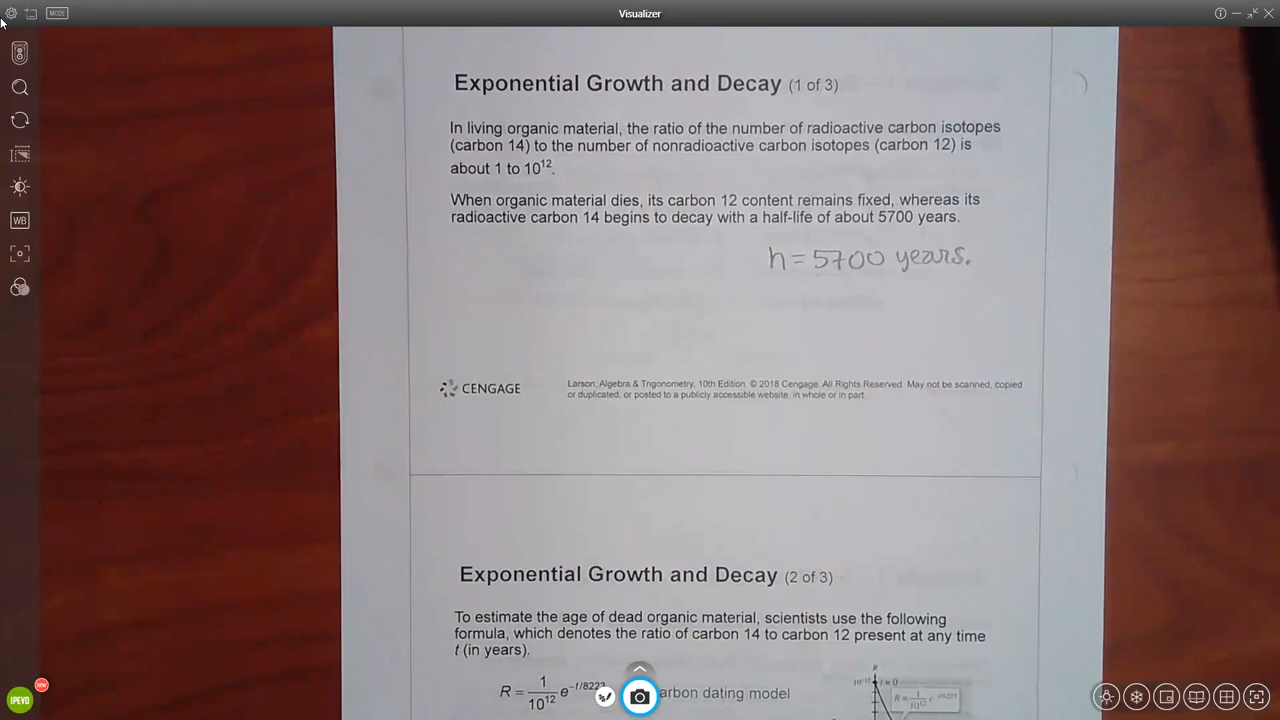 Visualizer
MODE
WB
Exponential Growth and Decay (1 of 3)
In living organic material, the ratio of the number of radioactive carbon isotopes
(carbon 14) to the number of nonradioactive carbon isotopes (carbon 12) is
about 1 to 10¹².
When organic material dies, its carbon 12 content remains fixed, whereas its
radioactive carbon 14 begins to decay with a half-life of about 5700 years.
h = 5700 years.
CENGAGE
Larson, Algebra & Trigonometry, 10th Edition. © 2018 Cengage. All Rights Reserved. May not be scanned, copied
or duplicated, or posted to a publicly accessible website, in whole or in part.
Exponential Growth and Decay (2 of 3)
To estimate the age of dead organic material, scientists use the following
formula, which denotes the ratio of carbon 14 to carbon 12 present at any time
t (in years).
R = 1/10¹² e^(-t/8223) arbon dating model
R
t = 0
IPEVO
new